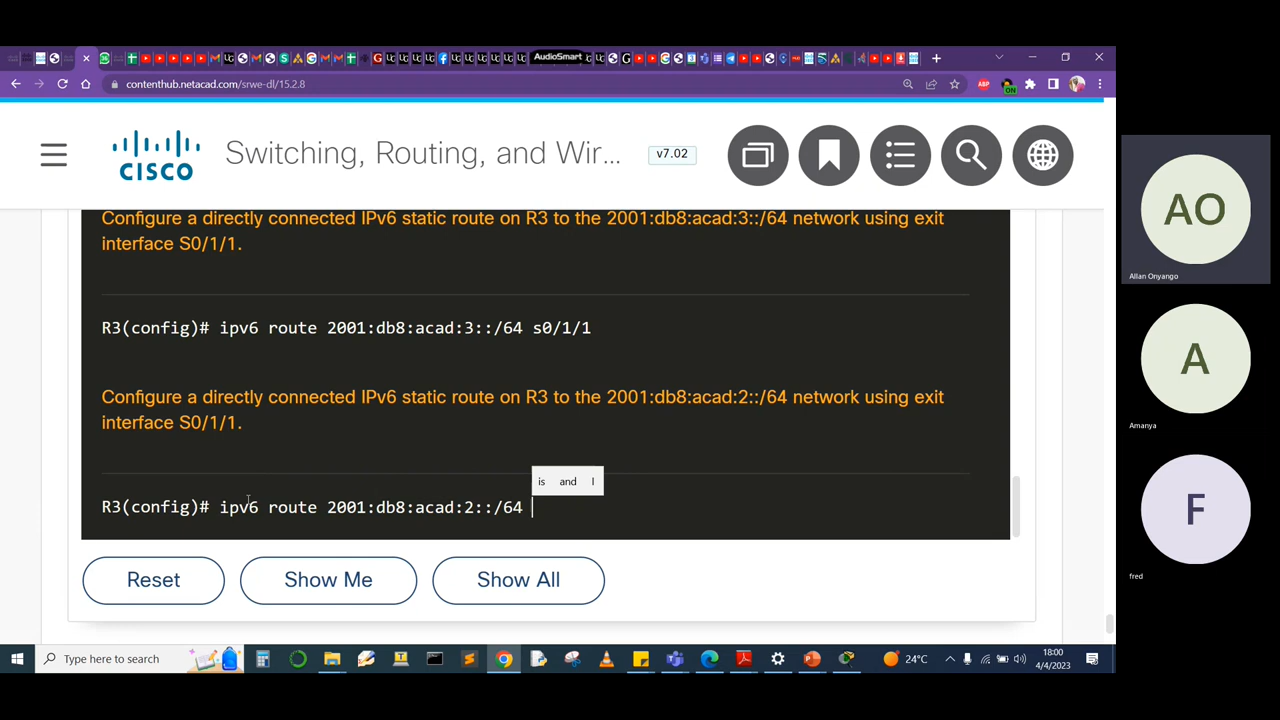 AudioSmart
contenthub.netacad.com/srwe-dl/15.2.8
ABP
ON
CISCO
Switching, Routing, and Wir...
v7.02
Configure a directly connected IPv6 static route on R3 to the 2001:db8:acad:3::/64 network using exit
interface S0/1/1.
R3(config)# ipv6 route 2001:db8:acad:3::/64 s0/1/1
Configure a directly connected IPv6 static route on R3 to the 2001:db8:acad:2::/64 network using exit
interface S0/1/1.
is and I
R3(config)# ipv6 route 2001:db8:acad:2::/64
Reset Show Me Show All
AO
Allan Onyango
A
Amanya
F
fred
Type here to search
24°C
18:00
4/4/2023